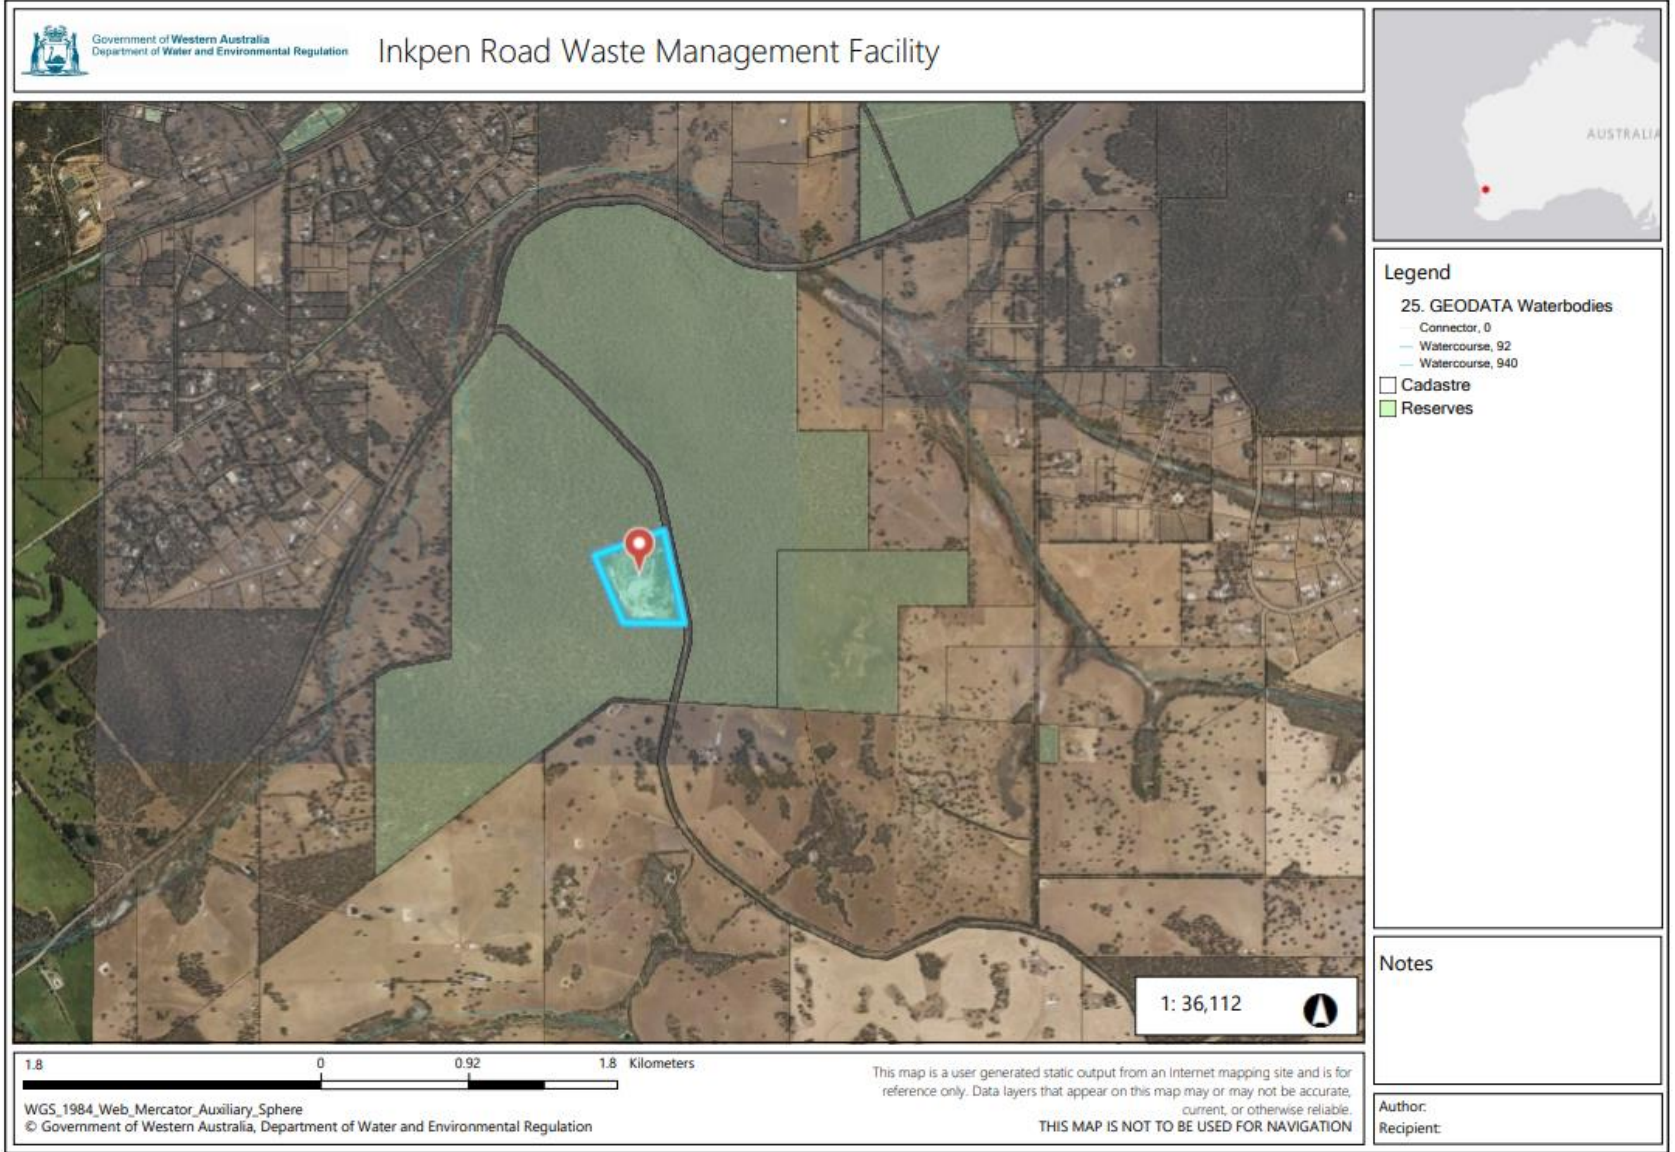 Government of Western Australia
Department of Water and Environmental Regulation
Inkpen Road Waste Management Facility
AUSTRALIA
Legend
25. GEODATA Waterbodies
Connector, 0
Watercourse, 92
Watercourse, 940
Cadastre
Reserves
1: 36,112
Notes
1.8 0 0.92 1.8 Kilometers
WGS_1984_Web_Mercator_Auxiliary_Sphere
© Government of Western Australia, Department of Water and Environmental Regulation
This map is a user generated static output from an Internet mapping site and is for
reference only. Data layers that appear on this map may or may not be accurate,
current, or otherwise reliable.
THIS MAP IS NOT TO BE USED FOR NAVIGATION
Author:
Recipient: